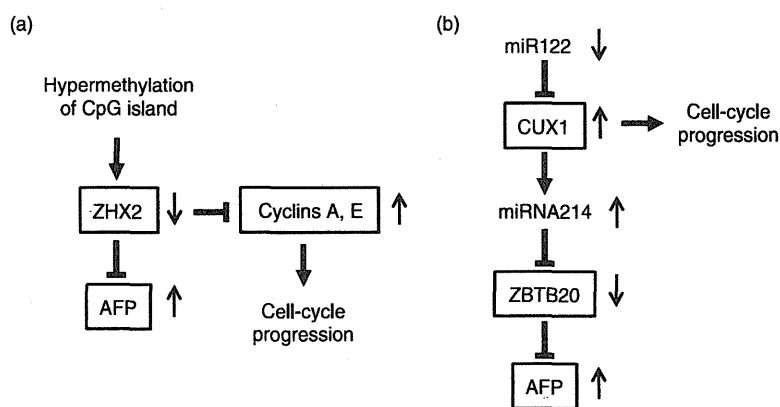 (a)
Hypermethylation
of CpG island
ZHX2
Cyclins A, E
AFP
Cell-cycle
progression
(b)
miR122
CUX1
Cell-cycle
progression
miRNA214
ZBTB20
AFP